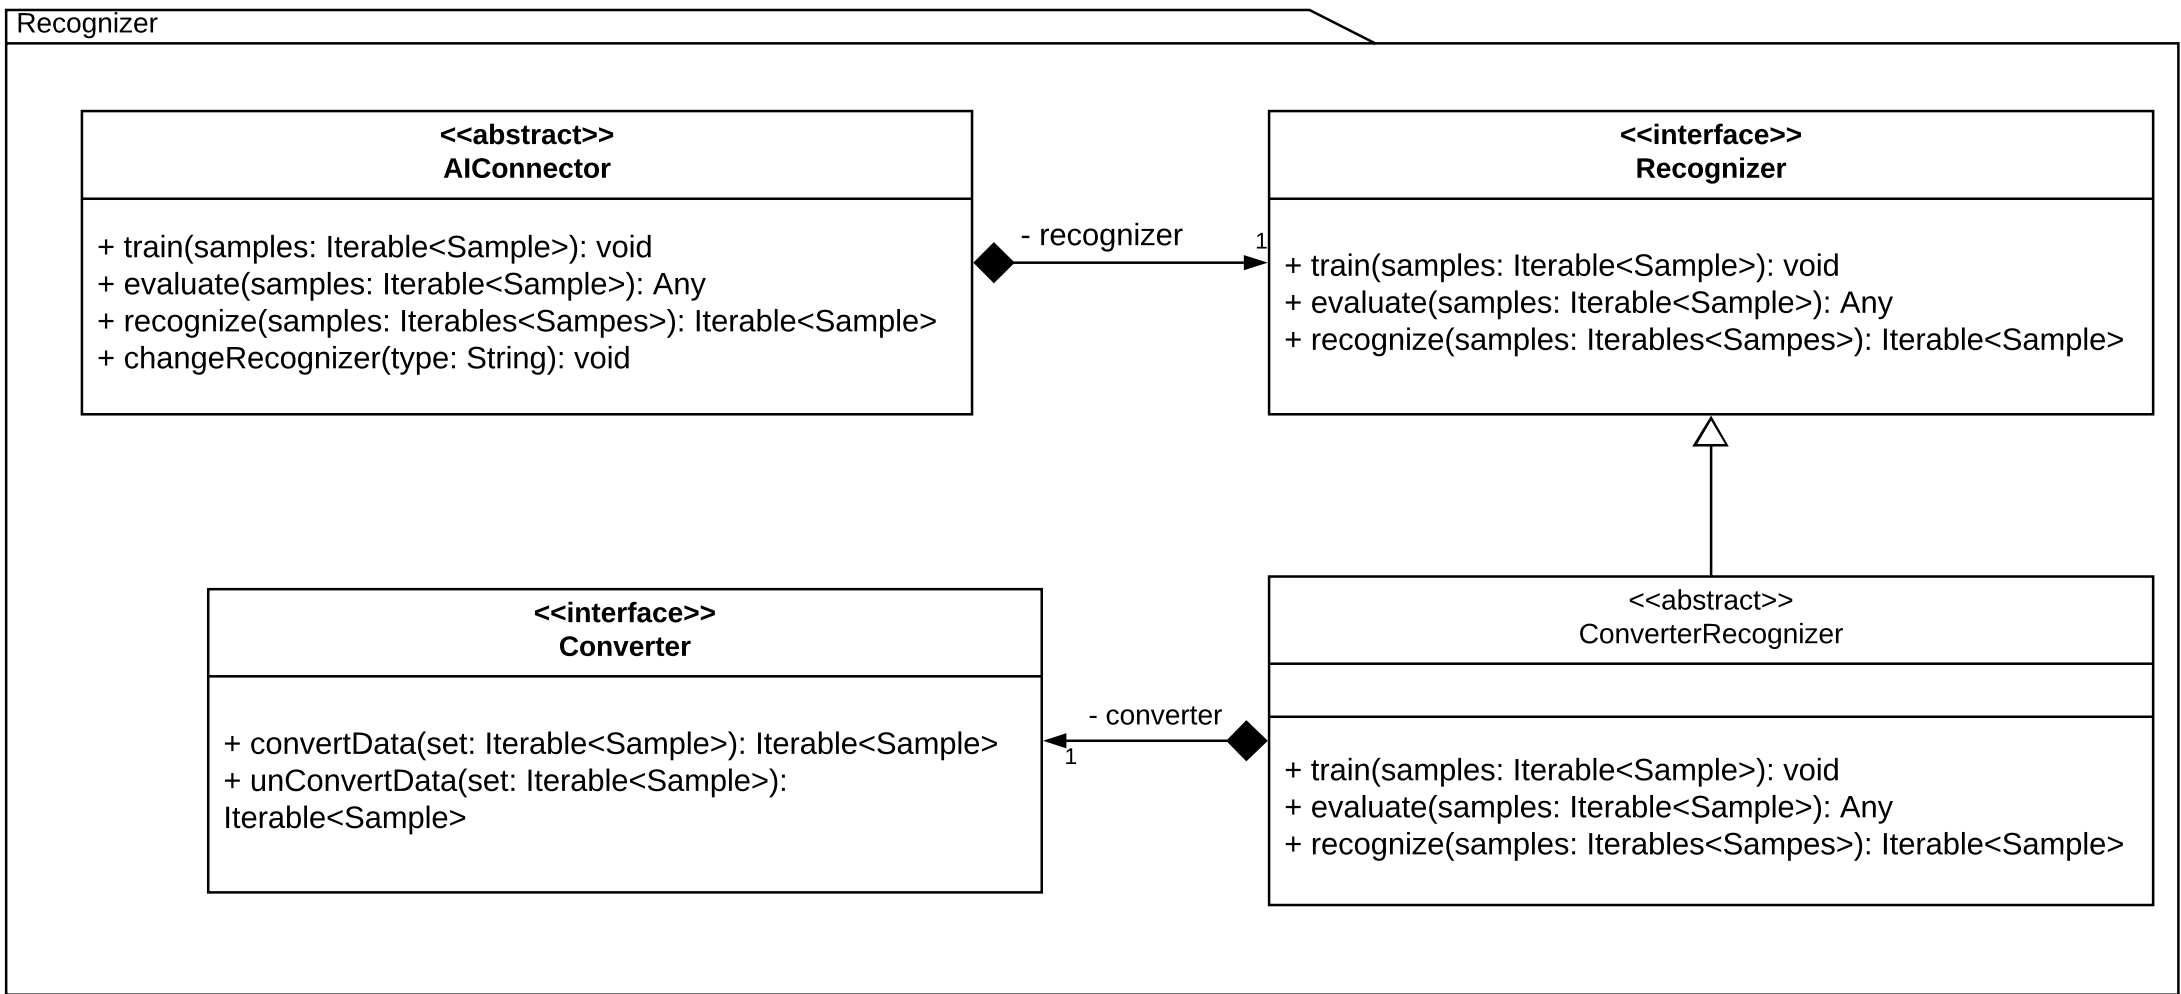 Recognizer
<<abstract>>
AIConnector
+ train(samples: Iterable<Sample>): void
+ evaluate(samples: Iterable<Sample>): Any
+ recognize(samples: Iterables<Sampes>): Iterable<Sample>
+ changeRecognizer(type: String): void
- recognizer
1
<<interface>>
Recognizer
+ train(samples: Iterable<Sample>): void
+ evaluate(samples: Iterable<Sample>): Any
+ recognize(samples: Iterables<Sampes>): Iterable<Sample>
<<interface>>
Converter
+ convertData(set: Iterable<Sample>): Iterable<Sample>
+ unConvertData(set: Iterable<Sample>):
Iterable<Sample>
- converter
1
<<abstract>>
ConverterRecognizer
+ train(samples: Iterable<Sample>): void
+ evaluate(samples: Iterable<Sample>): Any
+ recognize(samples: Iterables<Sampes>): Iterable<Sample>